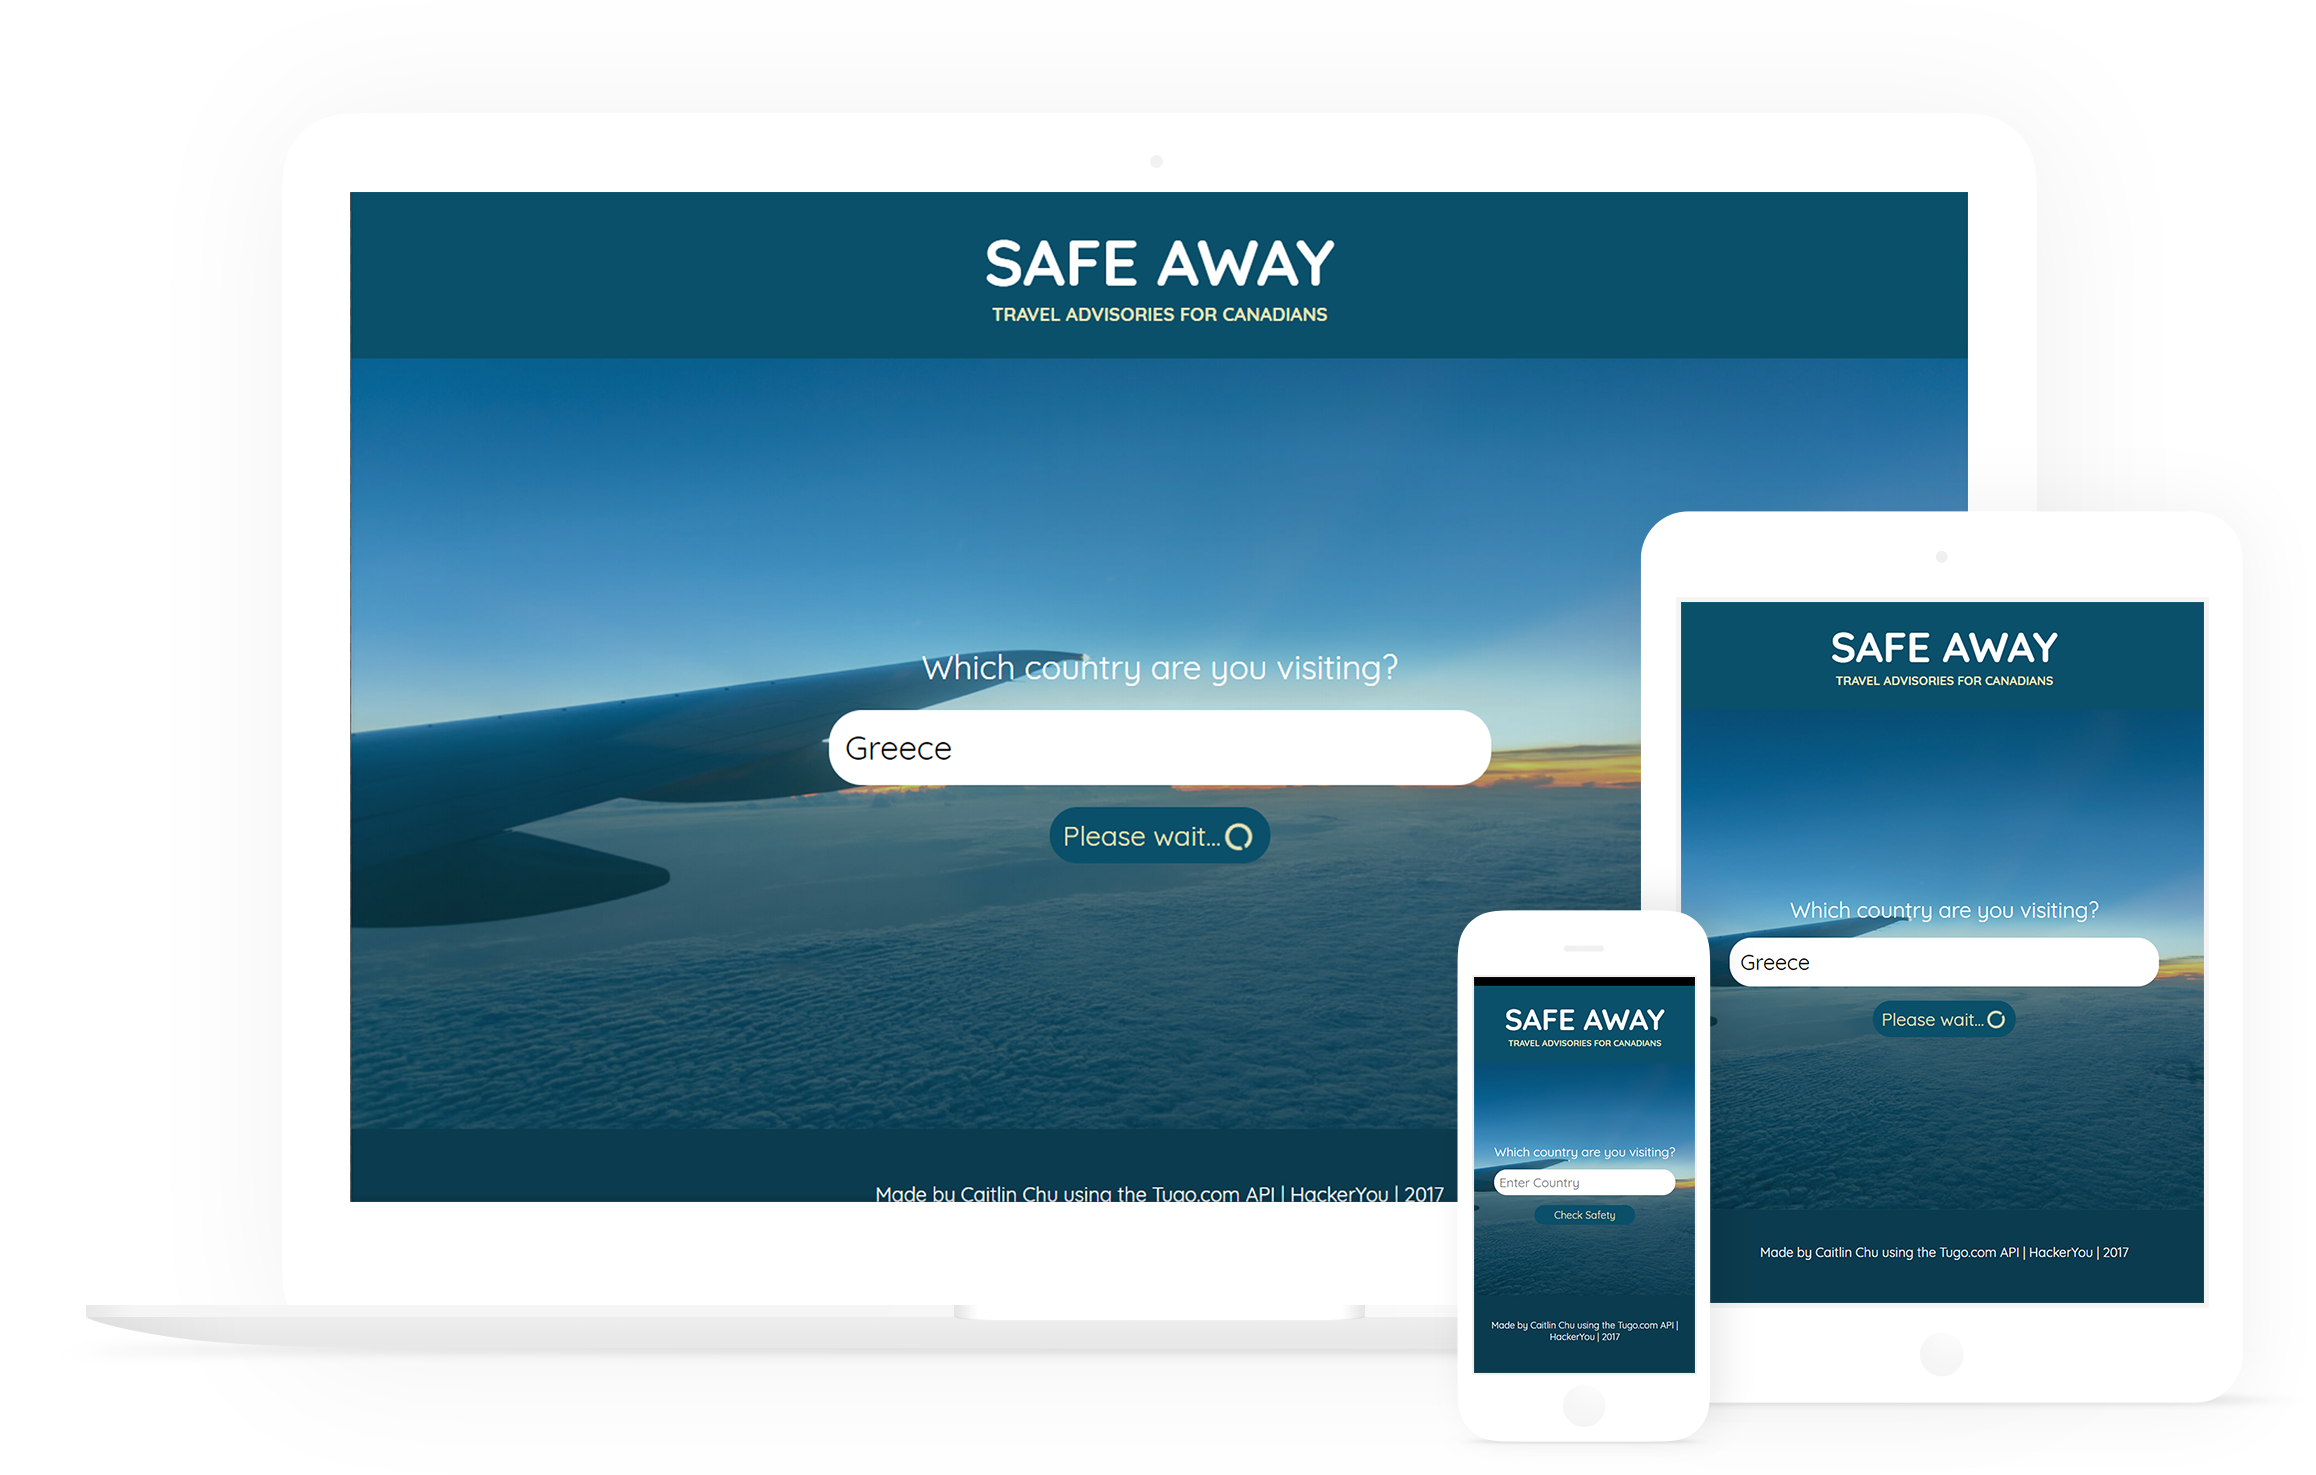 SAFE AWAY
TRAVEL ADVISORIES FOR CANADIANS
Which country are you visiting?
Greece
Please wait...
Made by Caitlin Chu using the Tugo.com API | HackerYou | 2017
SAFE AWAY
TRAVEL ADVISORIES FOR CANADIANS
Which country are you visiting?
Greece
Please wait...
Made by Caitlin Chu using the Tugo.com API | HackerYou | 2017
SAFE AWAY
TRAVEL ADVISORIES FOR CANADIANS
Which country are you visiting?
Enter Country
Check Safety
Made by Caitlin Chu using the Tugo.com API |
HackerYou | 2017